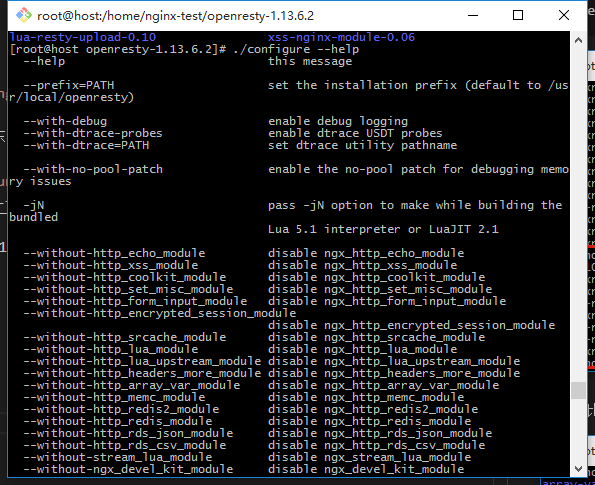 root@host:/home/nginx-test/openresty-1.13.6.2
lua-resty-upload-0.10 xss-nginx-module-0.06
[root@host openresty-1.13.6.2]# ./configure --help
--help this message
--prefix=PATH set the installation prefix (default to /us
r/local/openresty)
--with-debug enable debug logging
--with-dtrace-probes enable dtrace USDT probes
--with-dtrace=PATH set dtrace utility pathname
--with-no-pool-patch enable the no-pool patch for debugging memo
ry issues
-jN pass -jN option to make while building the
bundled
Lua 5.1 interpreter or LuaJIT 2.1
--without-http_echo_module disable ngx_http_echo_module
--without-http_xss_module disable ngx_http_xss_module
--without-http_coolkit_module disable ngx_http_coolkit_module
--without-http_set_misc_module disable ngx_http_set_misc_module
--without-http_form_input_module disable ngx_http_form_input_module
--without-http_encrypted_session_module
disable ngx_http_encrypted_session_module
--without-http_srcache_module disable ngx_http_srcache_module
--without-http_lua_module disable ngx_http_lua_module
--without-http_lua_upstream_module disable ngx_http_lua_upstream_module
--without-http_headers_more_module disable ngx_http_headers_more_module
--without-http_array_var_module disable ngx_http_array_var_module
--without-http_memc_module disable ngx_http_memc_module
--without-http_redis2_module disable ngx_http_redis2_module
--without-http_redis_module disable ngx_http_redis_module
--without-http_rds_json_module disable ngx_http_rds_json_module
--without-http_rds_csv_module disable ngx_http_rds_csv_module
--without-stream_lua_module disable ngx_stream_lua_module
--without-ngx_devel_kit_module disable ngx_devel_kit_module